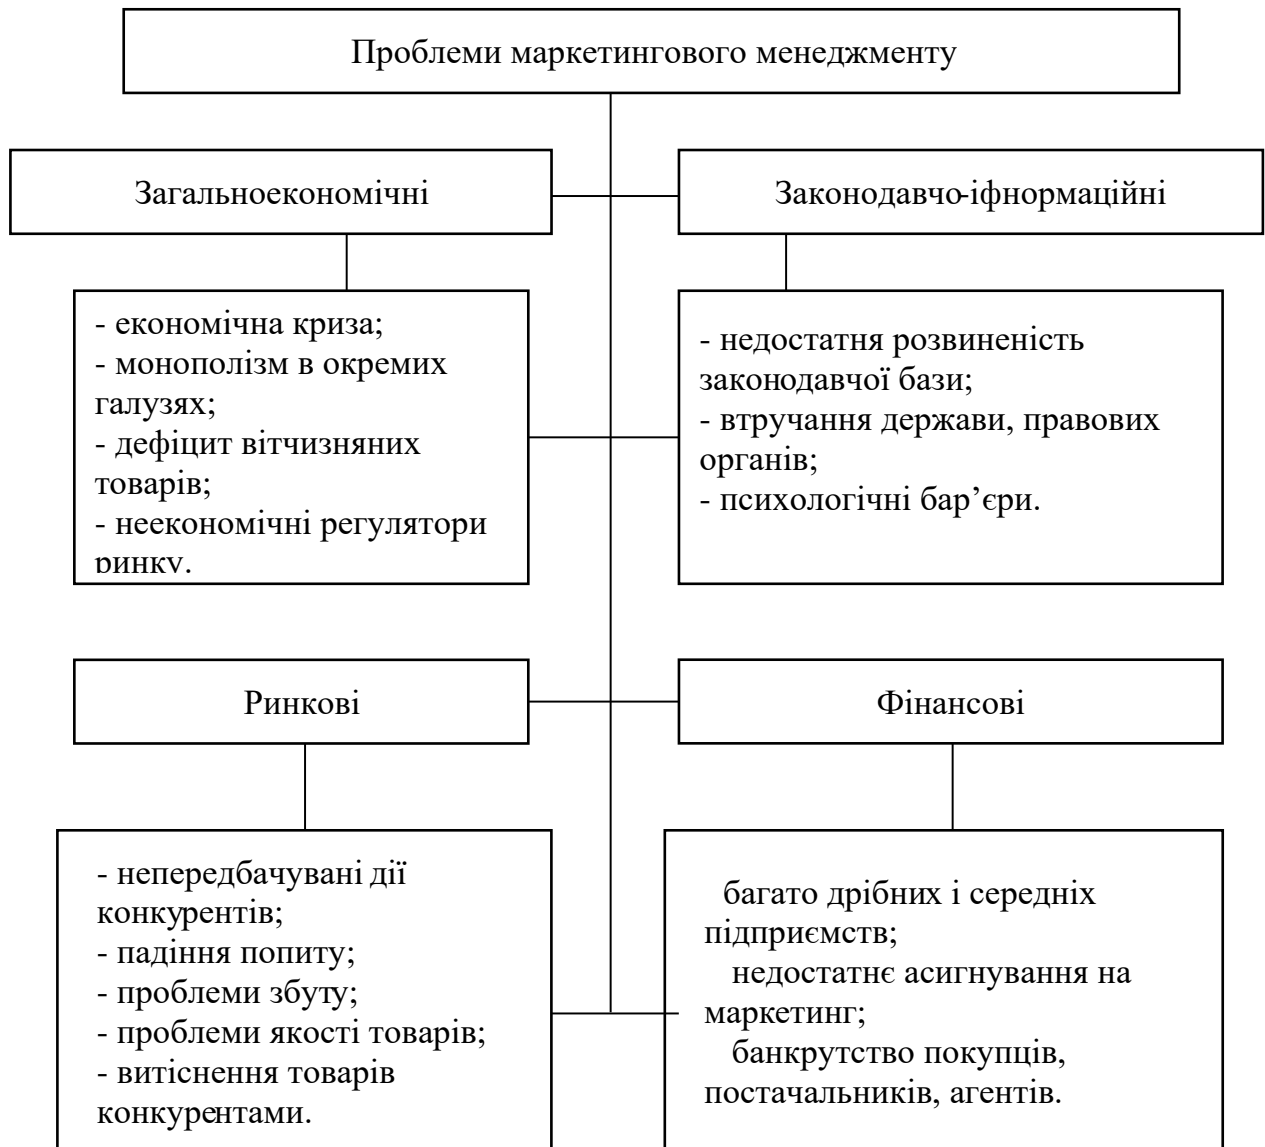 Проблеми маркетингового менеджменту
Загальноекономічні
Законодавчо-іфнормаційні
- економічна криза;
- монополізм в окремих
галузях;
- дефіцит вітчизняних
товарів;
- неекономічні регулятори
ринку.
- недостатня розвиненість
законодавчої бази;
- втручання держави, правових
органів;
- психологічні бар’єри.
Ринкові
Фінансові
- непередбачувані дії
конкурентів;
- падіння попиту;
- проблеми збуту;
- проблеми якості товарів;
- витіснення товарів
конкурентами.
багато дрібних і середніх
підприємств;
недостатнє асигнування на
маркетинг;
банкрутство покупців,
постачальників, агентів.